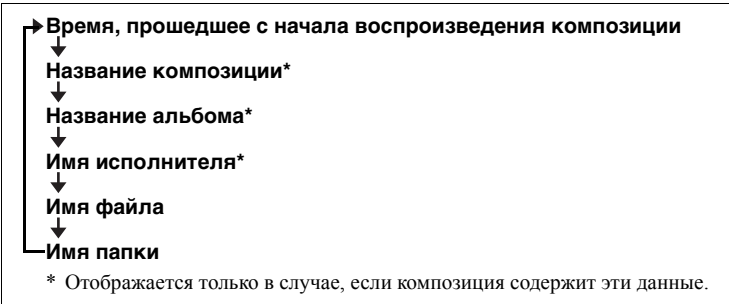 Время, прошедшее с начала воспроизведения композиции
Название композиции*
Название альбома*
Имя исполнителя*
Имя файла
Имя папки
* Отображается только в случае, если композиция содержит эти данные.